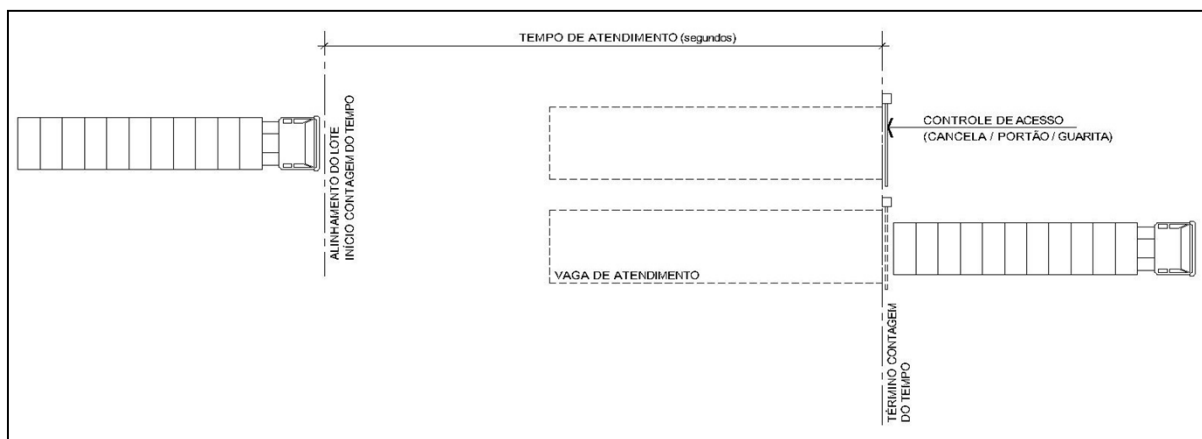 TEMPO DE ATENDIMENTO (segundos)
ALINHAMENTO DO LOTE
INÍCIO CONTAGEM DO TEMPO
CONTROLE DE ACESSO
(CANCELA / PORTÃO / GUARITA)
VAGA DE ATENDIMENTO
TÉRMINO CONTAGEM
DO TEMPO